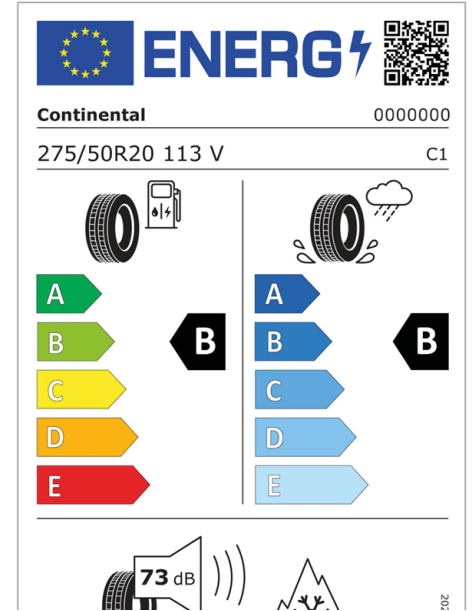 ENERG
Continental 0000000
275/50R20 113 V C1
A A
B B B B
C C
D D
E E
73 dB